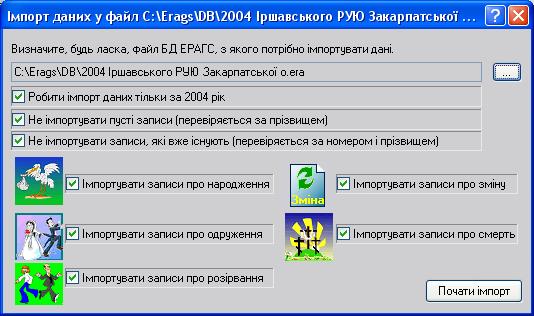 Імпорт даних у файл C:\Erags\DB\2004 Іршавського РУЮ Закарпатської ...
Визначите, будь ласка, файл БД ЕРАГС, з якого потрібно імпортувати дані.
C:\Erags\DB\2004 Іршавського РУЮ Закарпатської о.era
...
Робити імпорт даних тільки за 2004 рік
Не імпортувати пусті записи (перевіряється за прізвищем)
Не імпортувати записи, які вже існують (перевіряється за номером і прізвищем)
Імпортувати записи про народження
Зміна
Імпортувати записи про зміну
Імпортувати записи про одруження
Імпортувати записи про смерть
Імпортувати записи про розірвання
Почати імпорт